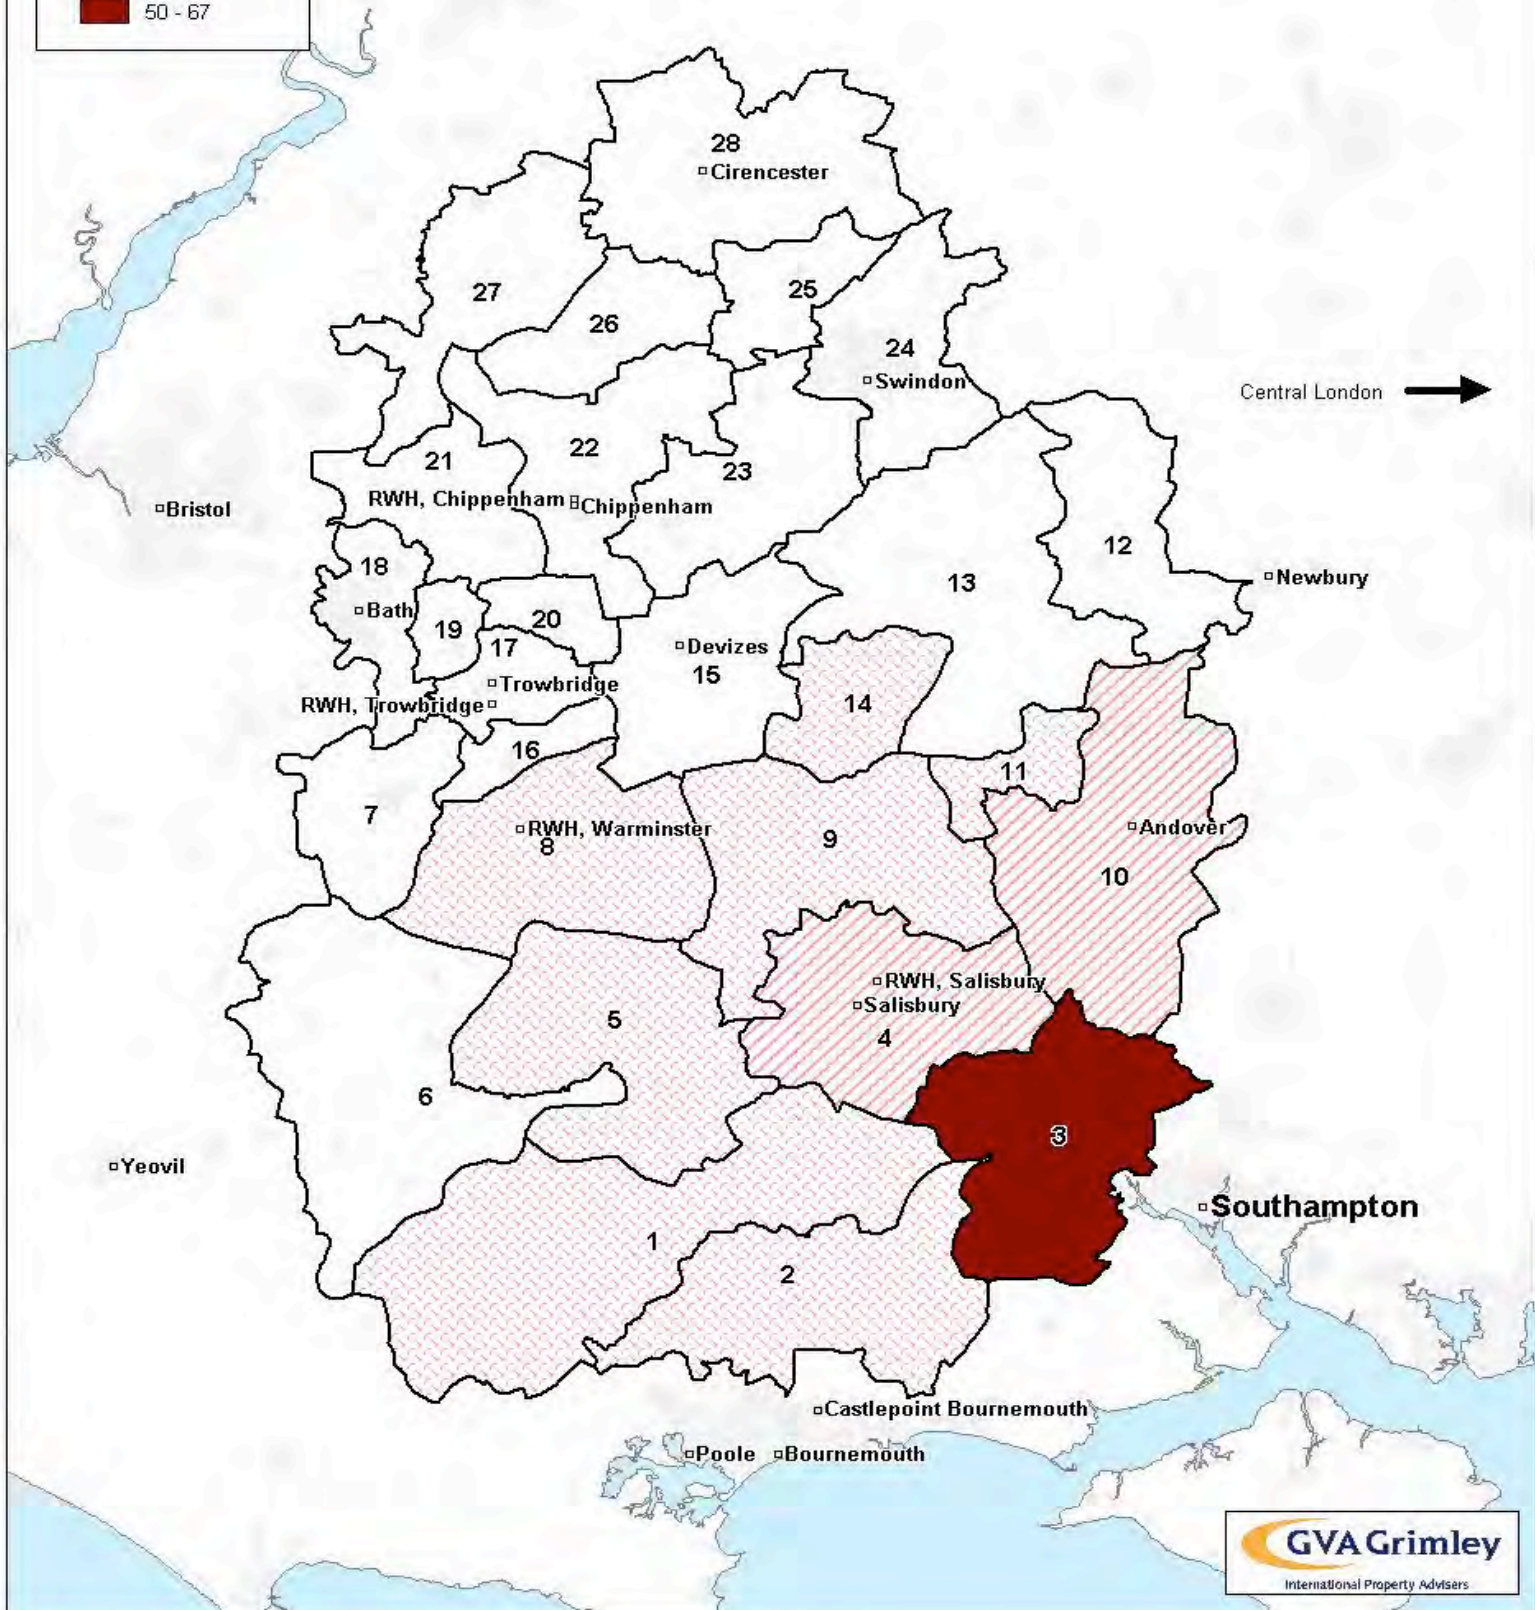 50 - 67
28
Cirencester
27
25
26
24
Swindon
Central London
22
21
23
RWH, Chippenham
Chippenham
Bristol
12
18
Newbury
13
Bath
20
19
17
Devizes
15
Trowbridge
RWH, Trowbridge
14
16
11
7
RWH, Warminster
8
9
Andover
10
RWH, Salisbury
Salisbury
5
4
6
3
Yeovil
Southampton
1
2
Castlepoint Bournemouth
Poole
Bournemouth
GVA Grimley
International Property Advisers